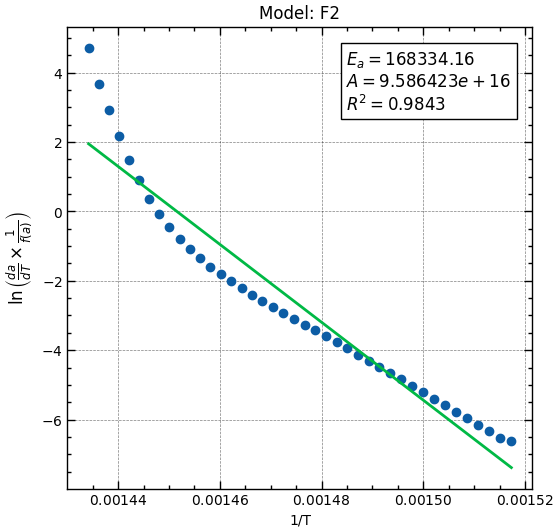 Model: F2
E_a = 168334.16
A = 9.586423e + 16
R^2 = 0.9843
ln (da/dT × 1/f(a))
4
2
0
−2
−4
−6
0.00144 0.00146 0.00148 0.00150 0.00152
1/T